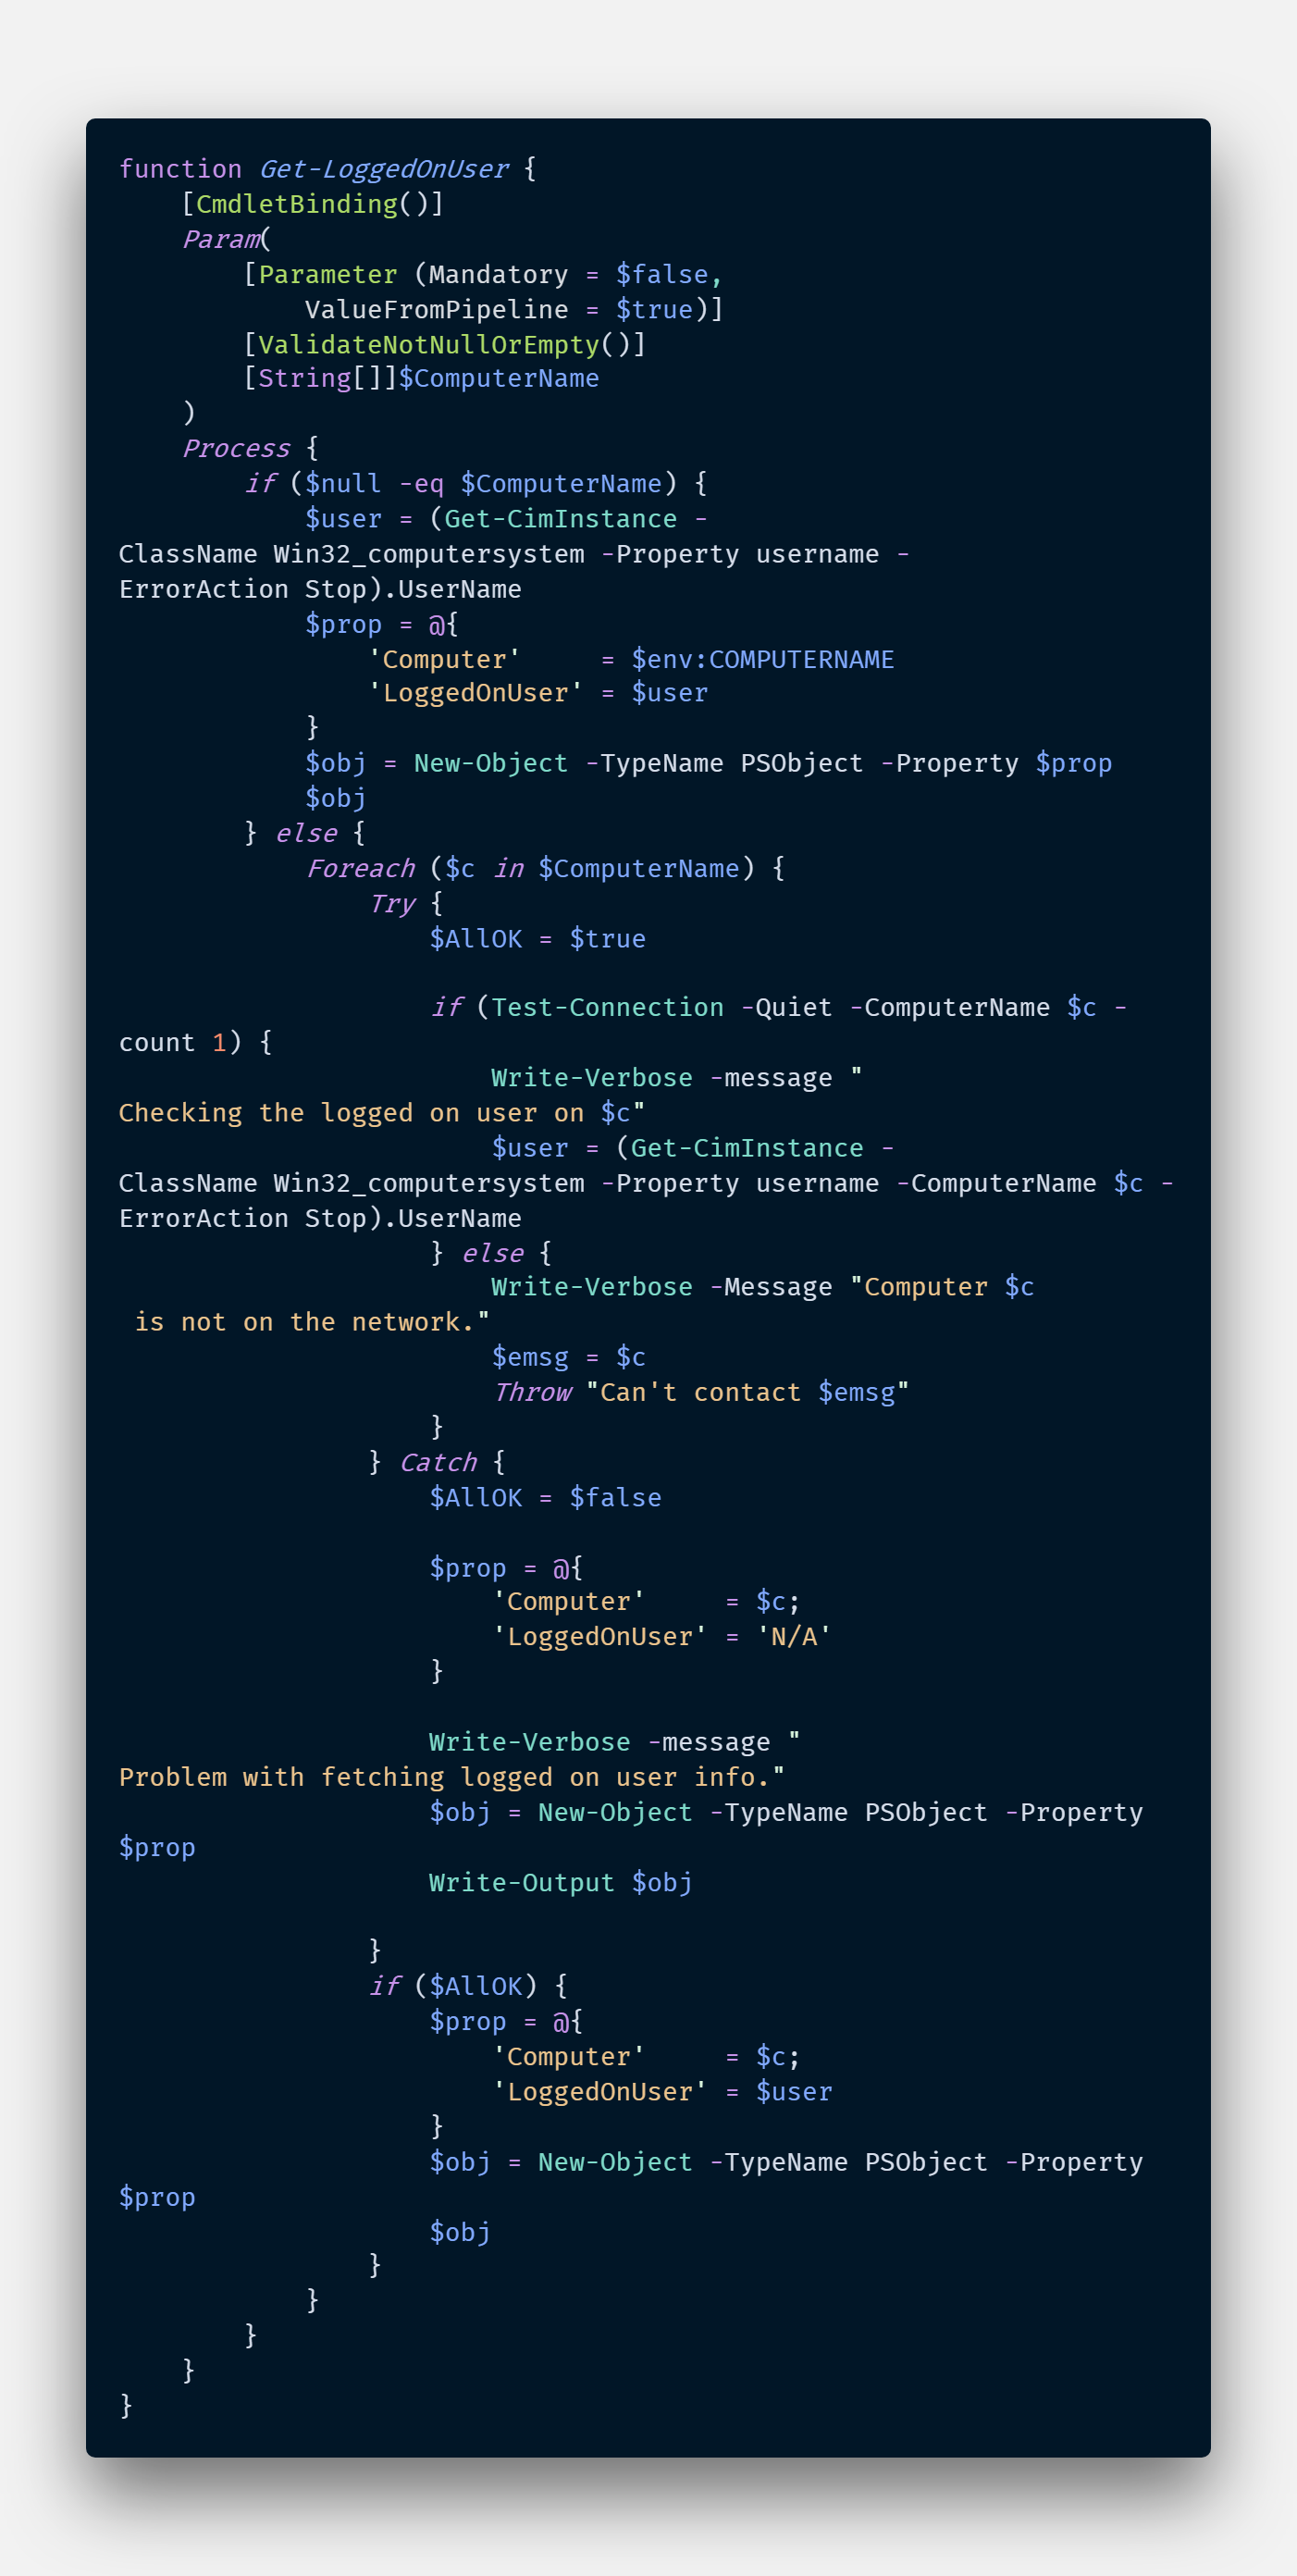 function Get-LoggedOnUser {
    [CmdletBinding()]
    Param(
        [Parameter (Mandatory = $false,
            ValueFromPipeline = $true)]
        [ValidateNotNullOrEmpty()]
        [String[]]$ComputerName
    )
    Process {
        if ($null -eq $ComputerName) {
            $user = (Get-CimInstance -
ClassName Win32_computersystem -Property username -
ErrorAction Stop).UserName
            $prop = @{
                'Computer'     = $env:COMPUTERNAME
                'LoggedOnUser' = $user
            }
            $obj = New-Object -TypeName PSObject -Property $prop
            $obj
        } else {
            Foreach ($c in $ComputerName) {
                Try {
                    $AllOK = $true

                    if (Test-Connection -Quiet -ComputerName $c -
count 1) {
                        Write-Verbose -message "
Checking the logged on user on $c"
                        $user = (Get-CimInstance -
ClassName Win32_computersystem -Property username -ComputerName $c -
ErrorAction Stop).UserName
                    } else {
                        Write-Verbose -Message "Computer $c
 is not on the network."
                        $emsg = $c
                        Throw "Can't contact $emsg"
                    }
                } Catch {
                    $AllOK = $false

                    $prop = @{
                        'Computer'     = $c;
                        'LoggedOnUser' = 'N/A'
                    }

                    Write-Verbose -message "
Problem with fetching logged on user info."
                    $obj = New-Object -TypeName PSObject -Property
$prop
                    Write-Output $obj

                }
                if ($AllOK) {
                    $prop = @{
                        'Computer'     = $c;
                        'LoggedOnUser' = $user
                    }
                    $obj = New-Object -TypeName PSObject -Property
$prop
                    $obj
                }
            }
        }
    }
}